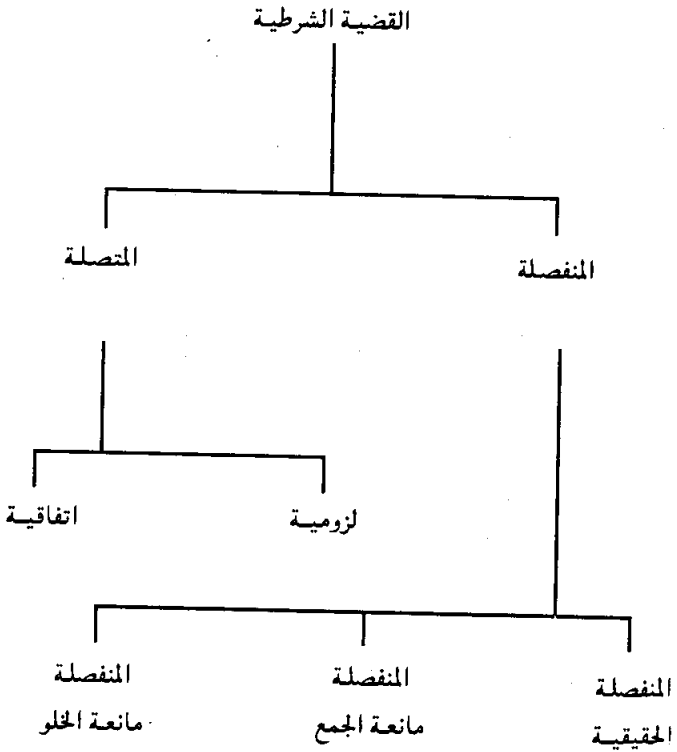 القضية الشرطية
المنفصلة
المتصلة
لزومية
اتفاقية
المنفصلة
الحقيقية
المنفصلة
مانعة الجمع
المنفصلة
مانعة الخلو